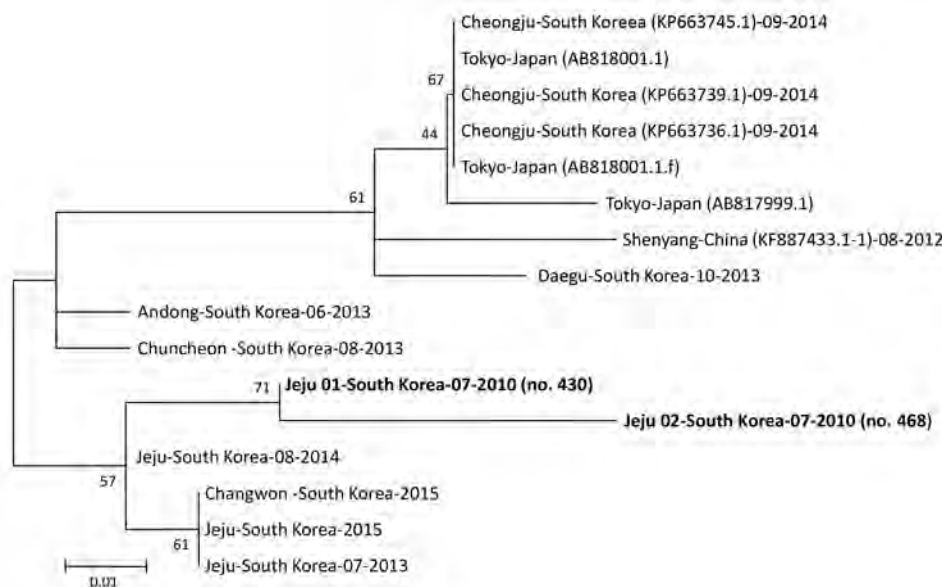 Cheongju-South Koreea (KP663745.1)-09-2014
Tokyo-Japan (AB818001.1)
67
Cheongju-South Korea (KP663739.1)-09-2014
44
Cheongju-South Korea (KP663736.1)-09-2014
Tokyo-Japan (AB818001.1.f)
61
Tokyo-Japan (AB817999.1)
Shenyang-China (KF887433.1-1)-08-2012
Daegu-South Korea-10-2013
Andong-South Korea-06-2013
Chuncheon -South Korea-08-2013
71
Jeju 01-South Korea-07-2010 (no. 430)
Jeju 02-South Korea-07-2010 (no. 468)
Jeju-South Korea-08-2014
57
Changwon -South Korea-2015
Jeju-South Korea-2015
61
Jeju-South Korea-07-2013
0.01